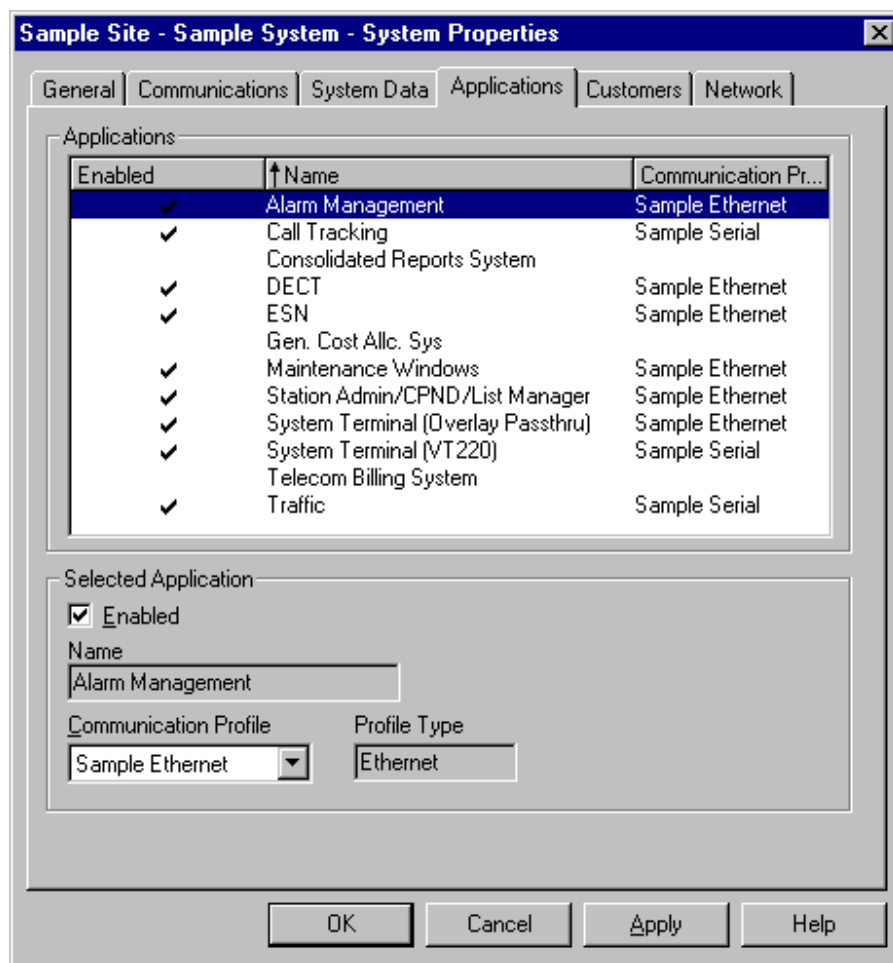 Sample Site - Sample System - System Properties
General Communications System Data Applications Customers Network
Applications
Enabled Name Communication Pr...
Alarm Management Sample Ethernet
Call Tracking Sample Serial
Consolidated Reports System
DECT Sample Ethernet
ESN Sample Ethernet
Gen. Cost Allc. Sys
Maintenance Windows Sample Ethernet
Station Admin/CPND/List Manager Sample Ethernet
System Terminal (Overlay Passthru) Sample Ethernet
System Terminal (VT220) Sample Serial
Telecom Billing System
Traffic Sample Serial
Selected Application
Enabled
Name
Alarm Management
Communication Profile Profile Type
Sample Ethernet Ethernet
OK Cancel Apply Help